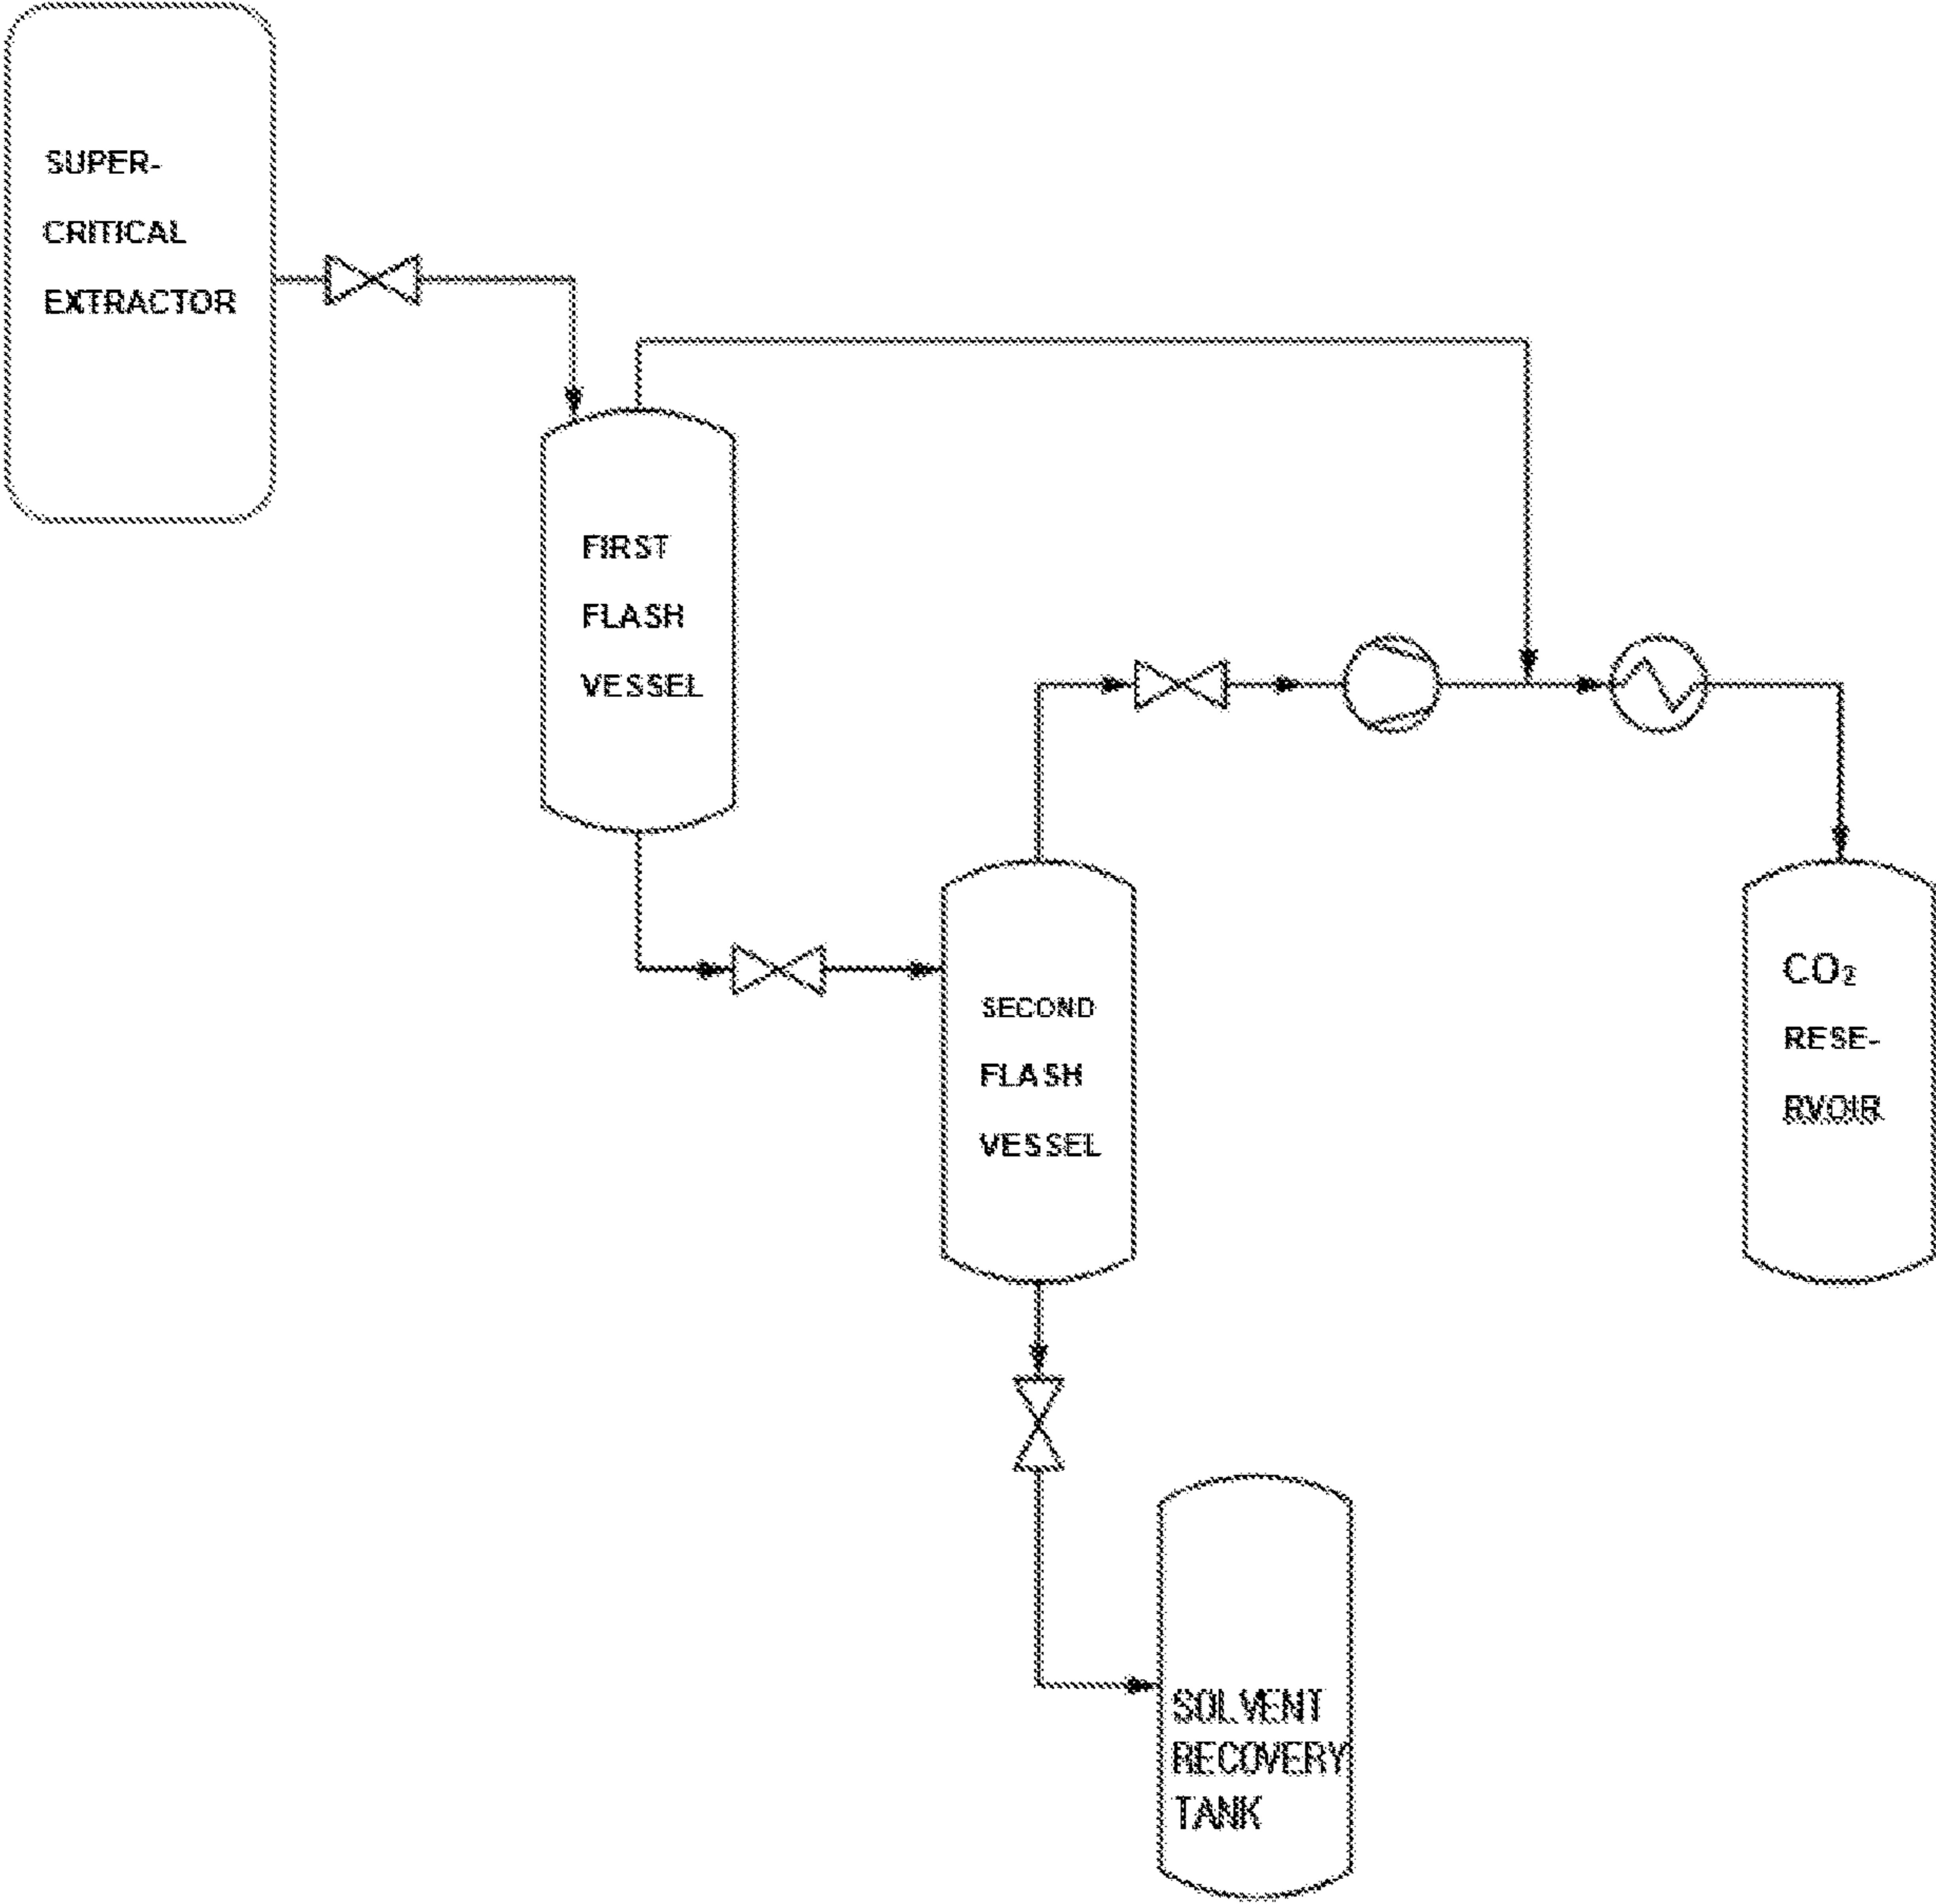 SUPER-
CRITICAL
EXTRACTOR
FIRST
FLASH
VESSEL
SECOND
FLASH
VESSEL
CO₂
RESE-
RVOIR
SOLVENT
RECOVERY
TANK